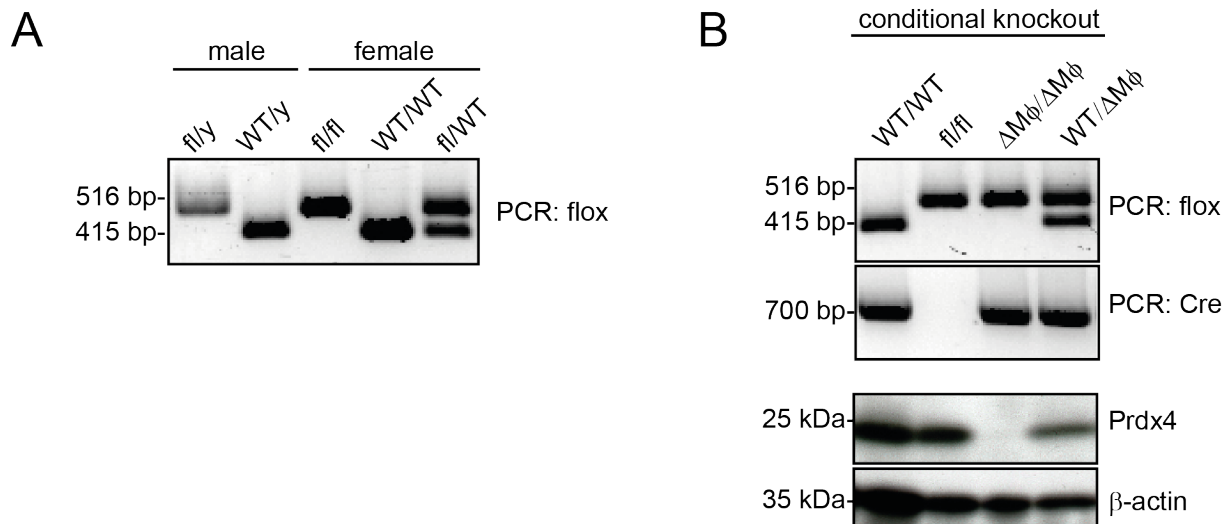 A
male
female
fl/y
WT/y
fl/fl
WT/WT
fl/WT
516 bp-
415 bp-
PCR: flox
B
conditional knockout
WT/WT
fl/fl
ΔMϕ/ΔMϕ
WT/ΔMϕ
516 bp-
415 bp-
PCR: flox
700 bp-
PCR: Cre
25 kDa-
Prdx4
35 kDa-
β-actin